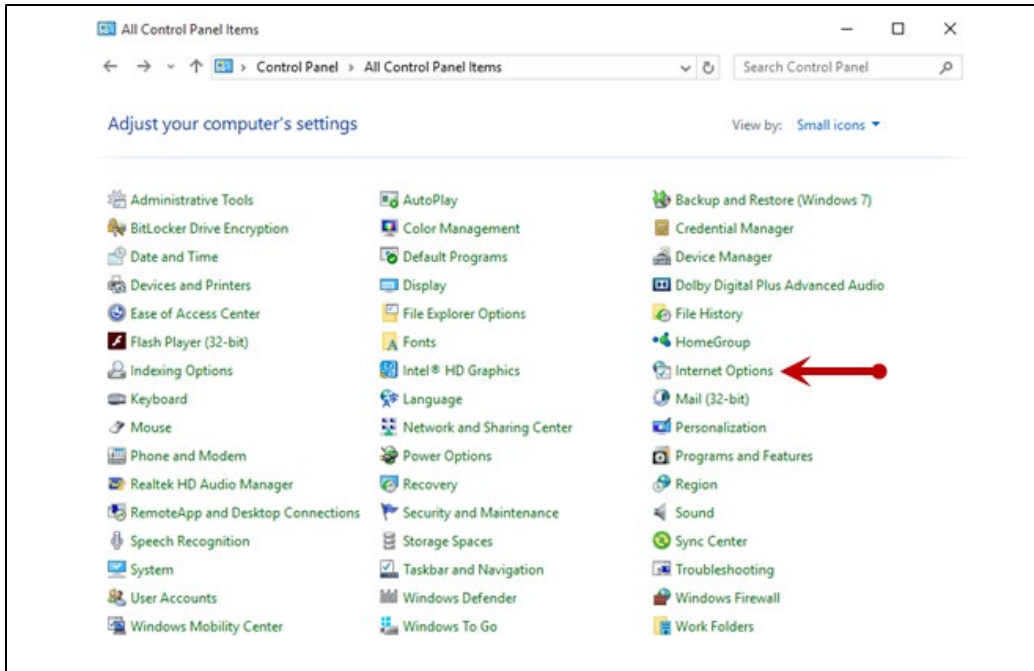 All Control Panel Items
Control Panel > All Control Panel Items Search Control Panel
Adjust your computer's settings View by: Small icons
Administrative Tools AutoPlay Backup and Restore (Windows 7)
BitLocker Drive Encryption Color Management Credential Manager
Date and Time Default Programs Device Manager
Devices and Printers Display Dolby Digital Plus Advanced Audio
Ease of Access Center File Explorer Options File History
Flash Player (32-bit) Fonts HomeGroup
Indexing Options Intel® HD Graphics Internet Options
Keyboard Language Mail (32-bit)
Mouse Network and Sharing Center Personalization
Phone and Modem Power Options Programs and Features
Realtek HD Audio Manager Recovery Region
RemoteApp and Desktop Connections Security and Maintenance Sound
Speech Recognition Storage Spaces Sync Center
System Taskbar and Navigation Troubleshooting
User Accounts Windows Defender Windows Firewall
Windows Mobility Center Windows To Go Work Folders